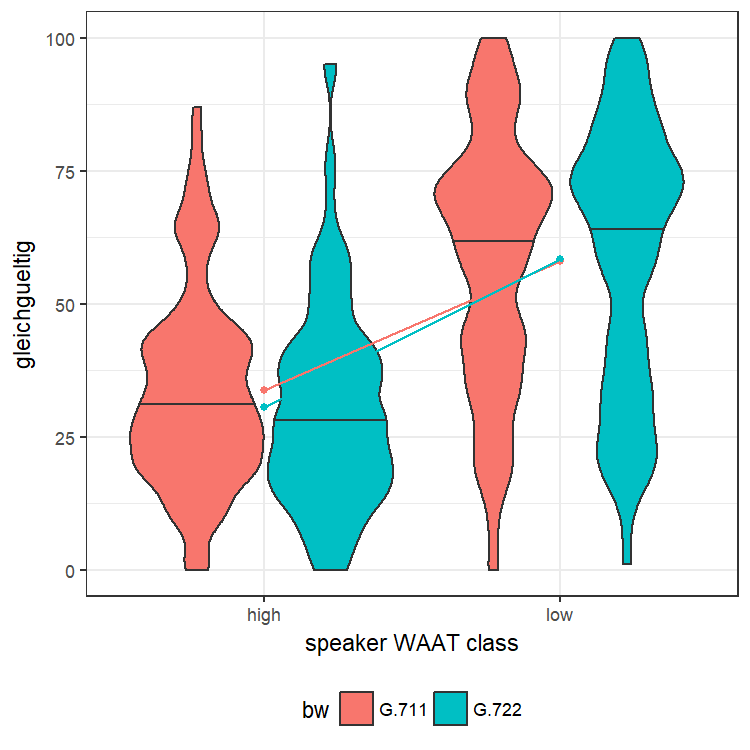 100
75
50
25
0
gleichgueltig
high low
speaker WAAT class
bw G.711 G.722